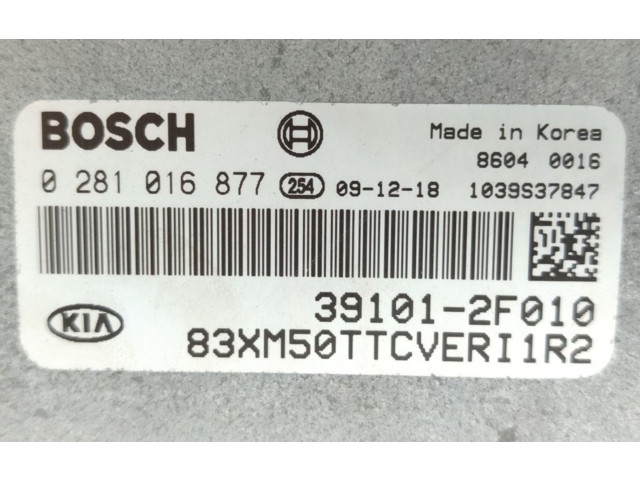 BOSCH
Made in Korea
8604 0016
0 281 016 877 254 09-12-18 1039S37847
KIA
39101-2F010
83XM50TTCVERI1R2